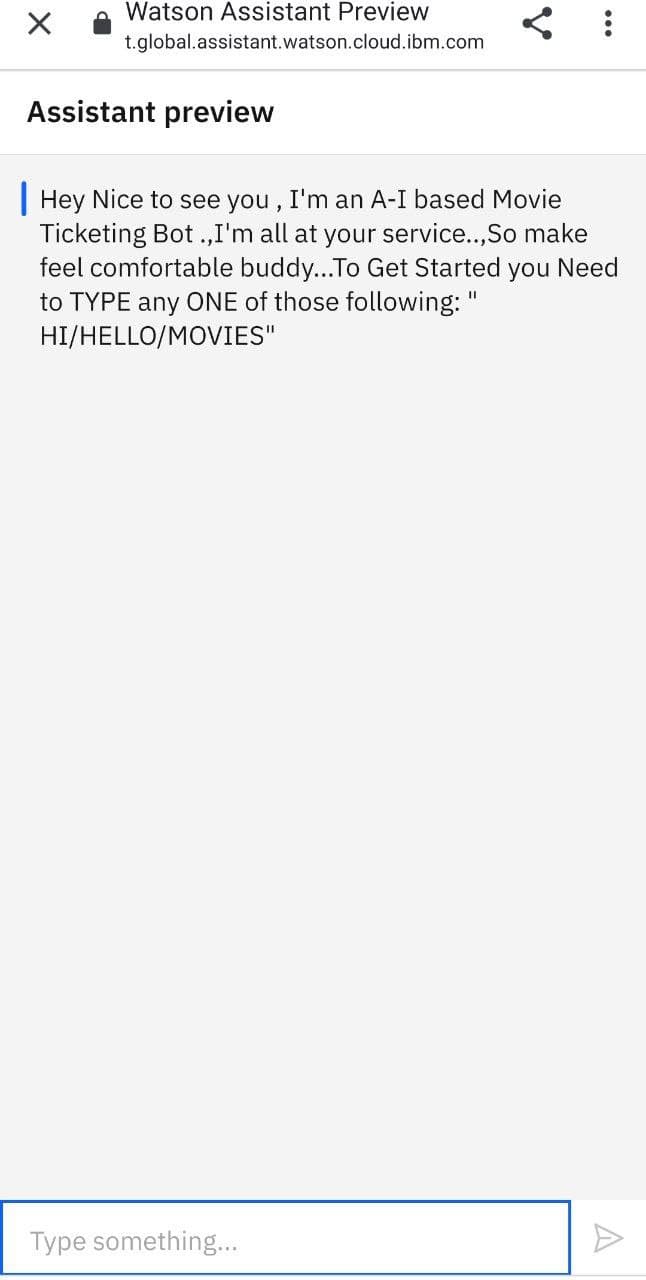 Watson Assistant Preview
t.global.assistant.watson.cloud.ibm.com
Assistant preview
Hey Nice to see you , I'm an A-I based Movie
Ticketing Bot .,I'm all at your service..,So make
feel comfortable buddy...To Get Started you Need
to TYPE any ONE of those following: "
HI/HELLO/MOVIES"
Type something...